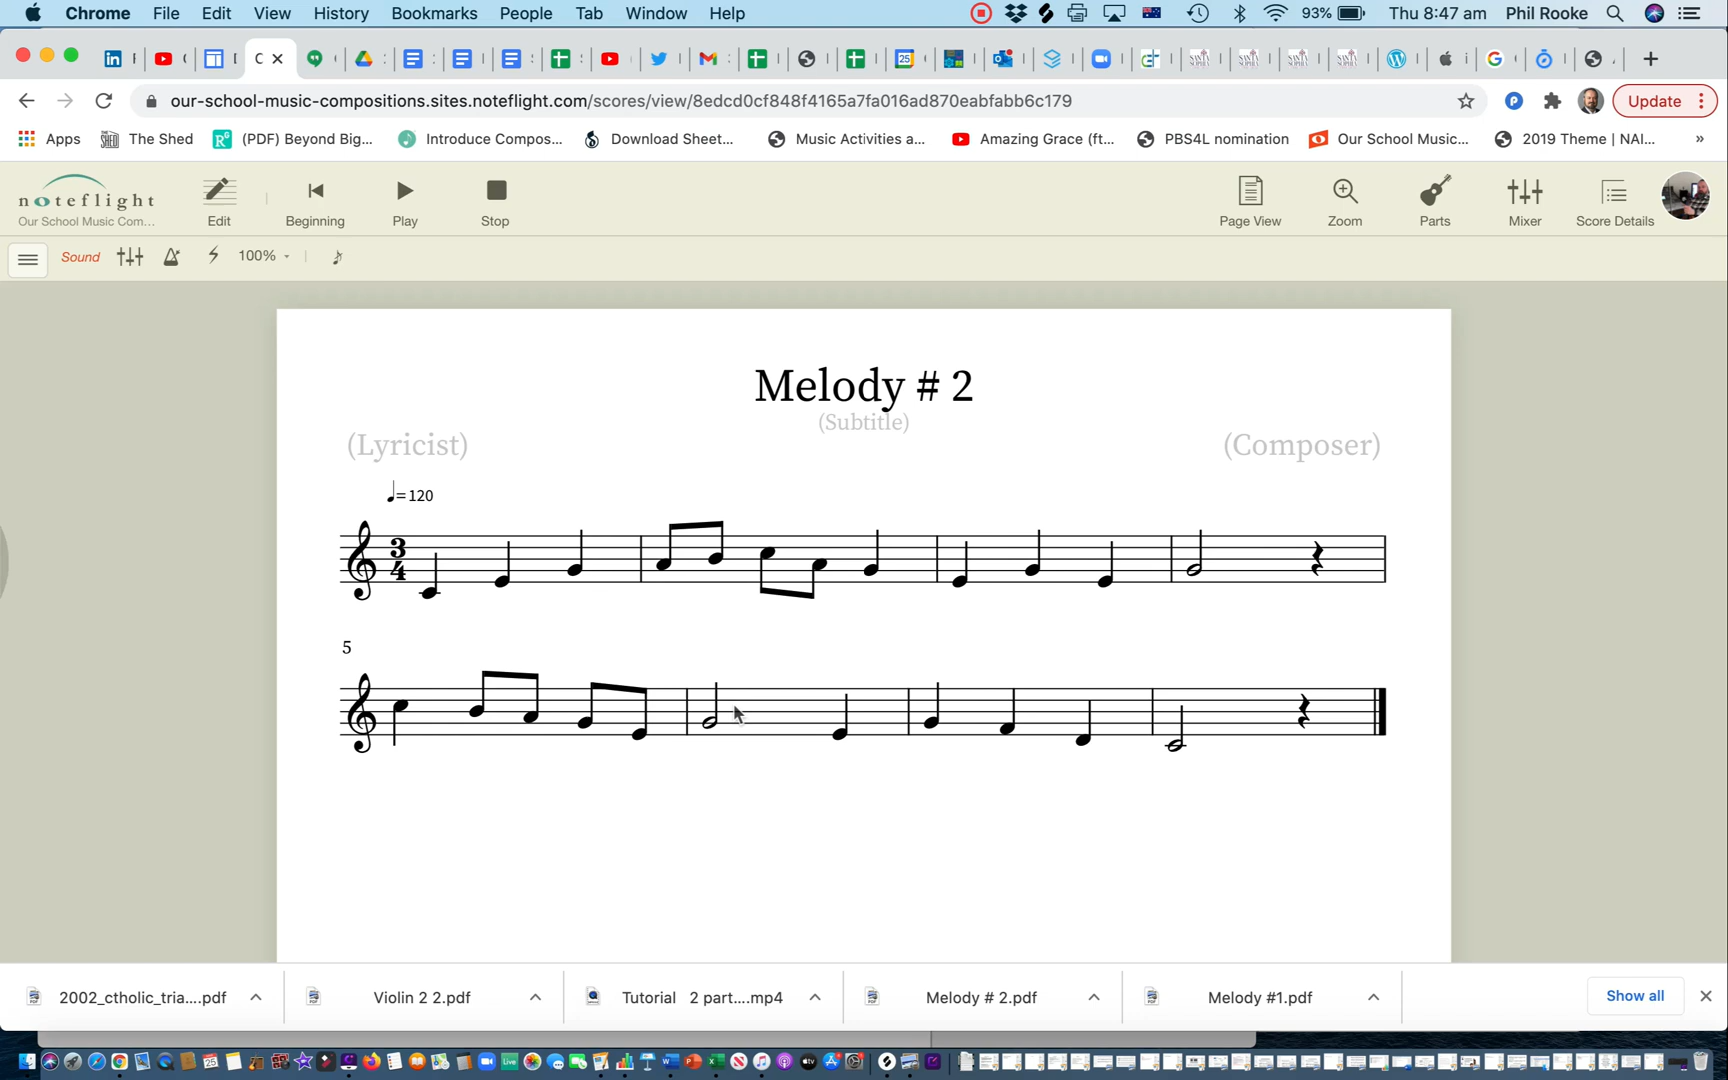 Chrome File Edit View History Bookmarks People Tab Window Help 93% Thu 8:47 am Phil Rooke
our-school-music-compositions.sites.noteflight.com/scores/view/8edcd0cf848f4165a7fa016ad870eabfabb6c179 Update
Apps The Shed (PDF) Beyond Big... Introduce Compos... Download Sheet... Music Activities a... Amazing Grace (ft... PBS4L nomination Our School Music... 2019 Theme | NAI... »
noteflight
Our School Music Com...
Edit Beginning Play Stop Page View Zoom Parts Mixer Score Details
Sound 100%
Melody # 2
(Subtitle)
(Lyricist) (Composer)
=120
3
4
5
2002_ctholic_tria....pdf Violin 2 2.pdf Tutorial 2 part....mp4 Melody # 2.pdf Melody #1.pdf Show all